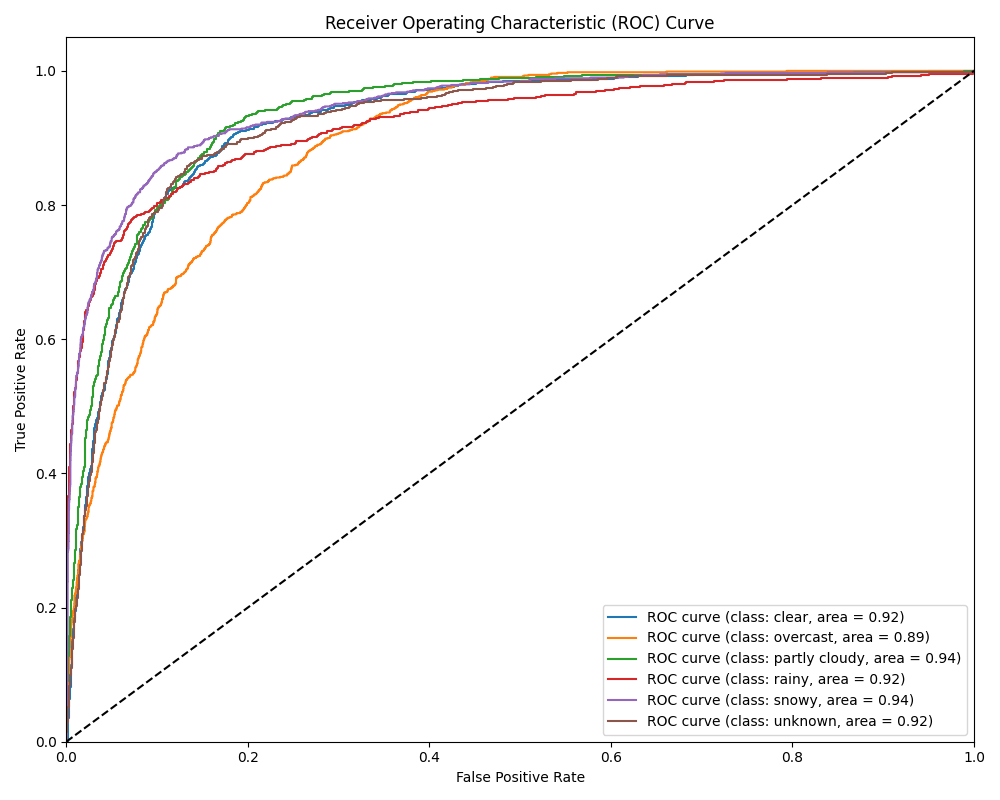 Receiver Operating Characteristic (ROC) Curve
True Positive Rate
1.0
0.8
0.6
0.4
0.2
0.0
ROC curve (class: clear, area = 0.92)
ROC curve (class: overcast, area = 0.89)
ROC curve (class: partly cloudy, area = 0.94)
ROC curve (class: rainy, area = 0.92)
ROC curve (class: snowy, area = 0.94)
ROC curve (class: unknown, area = 0.92)
0.0 0.2 0.4 0.6 0.8 1.0
False Positive Rate